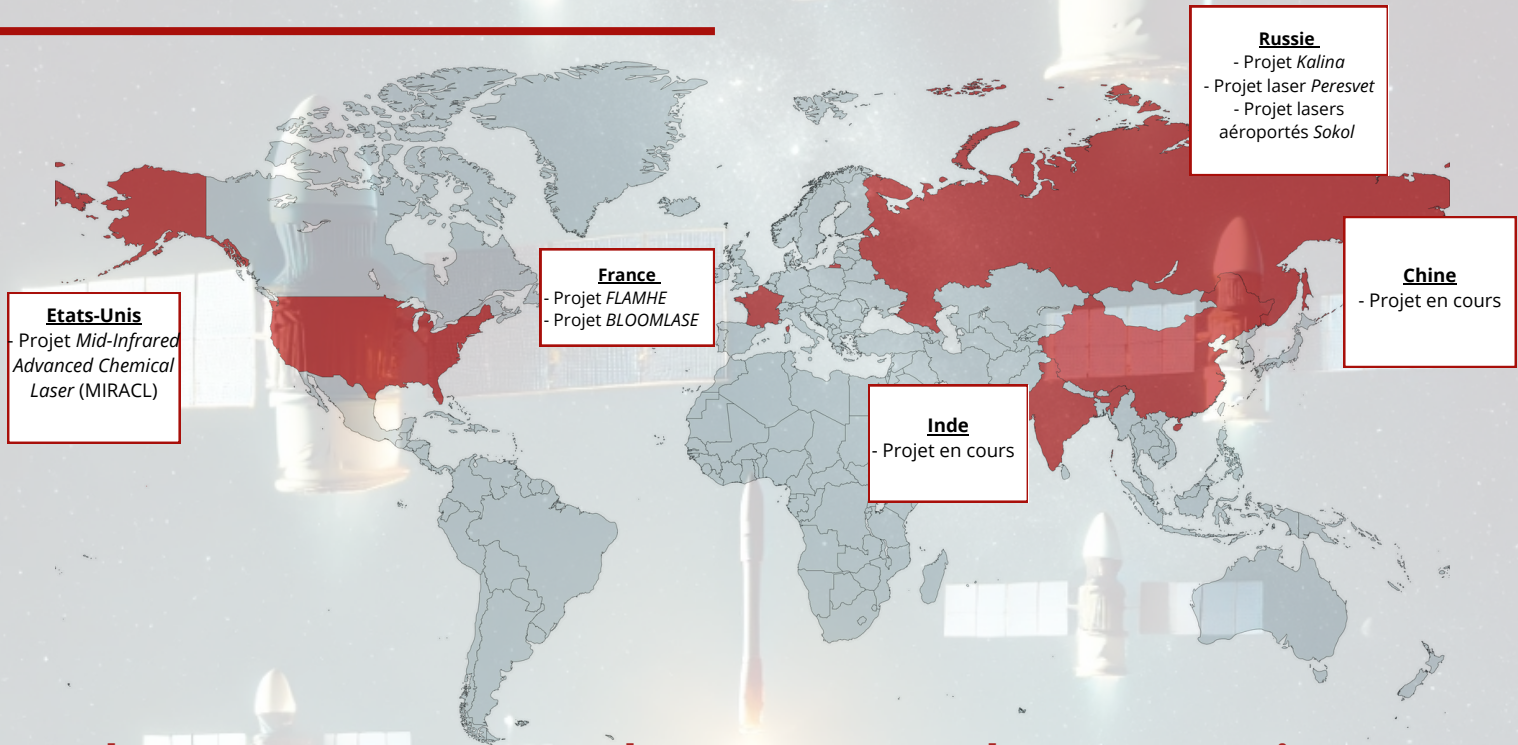 Russie
- Projet Kalina
- Projet laser Peresvet
- Projet lasers
aéroportés Sokol
Chine
- Projet en cours
France
- Projet FLAMHE
- Projet BLOOMLASE
Etats-Unis
- Projet Mid-Infrared
Advanced Chemical
Laser (MIRACL)
Inde
- Projet en cours